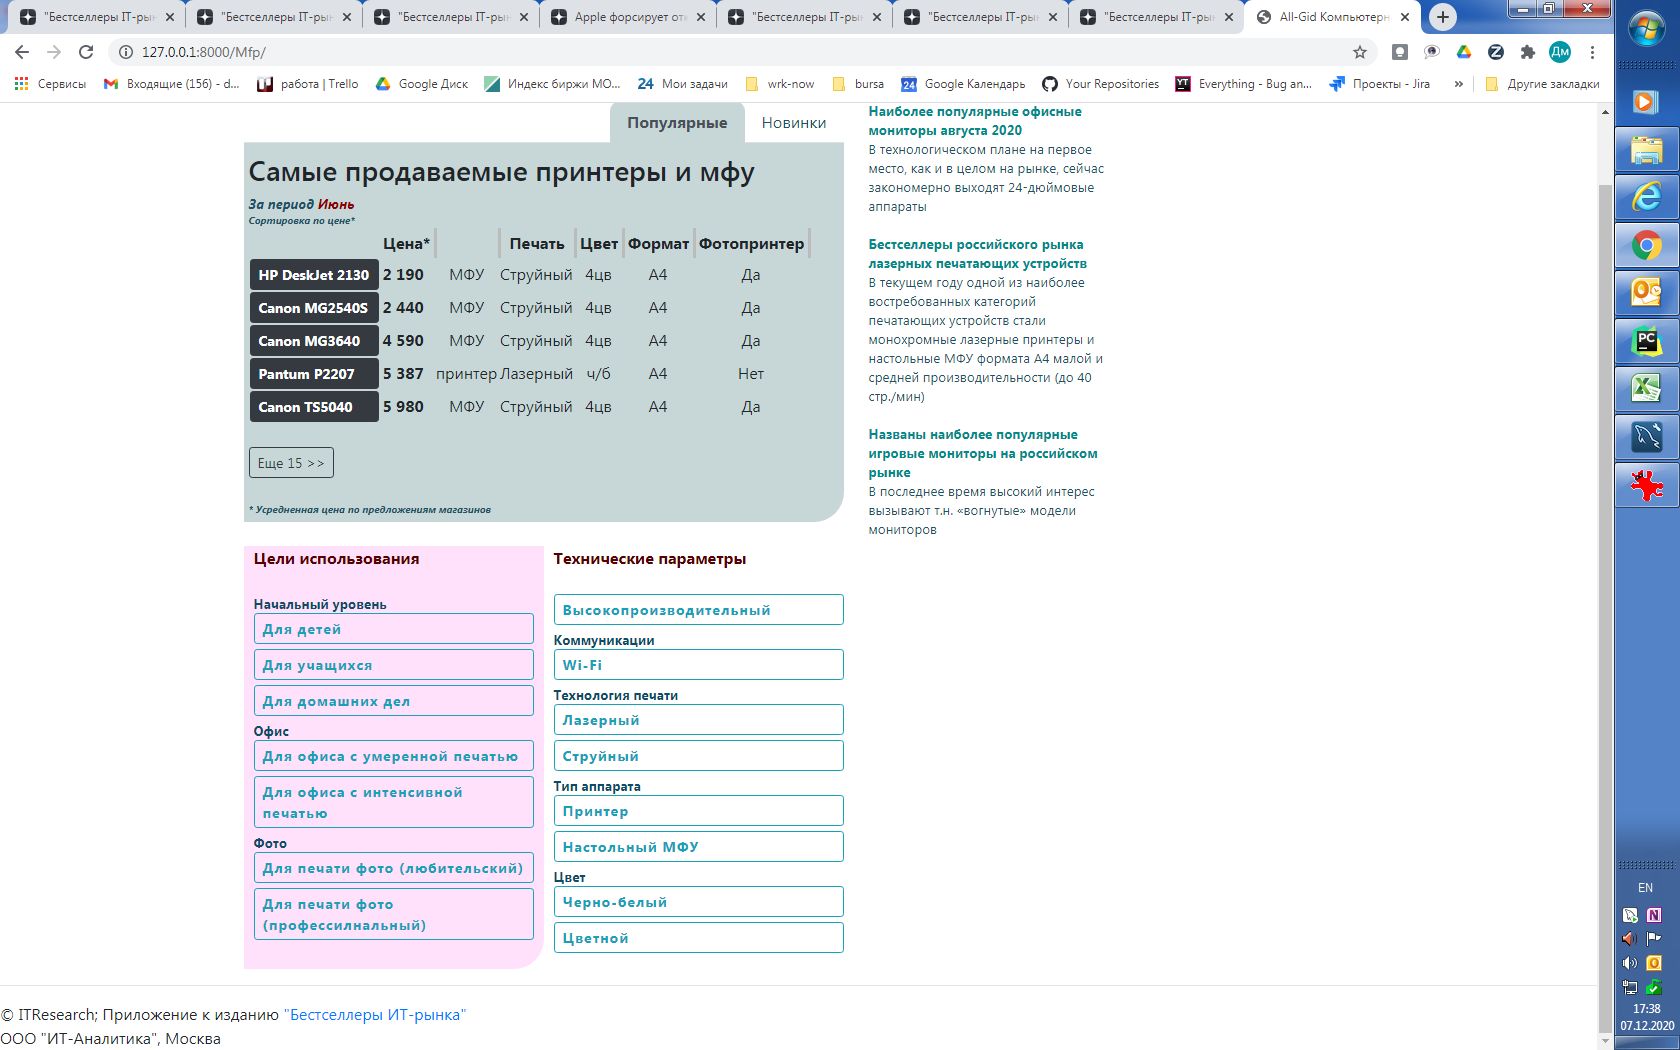 "Бестселлеры IT-рын
"Бестселлеры IT-рын
"Бестселлеры IT-рын
Apple форсирует отк
"Бестселлеры IT-рын
"Бестселлеры IT-рын
"Бестселлеры IT-рын
All-Gid Компьютерн
127.0.0.1:8000/Mfp/
Дм
Сервисы
Входящие (156) - d...
работа | Trello
Google Диск
Индекс биржи МО...
24 Мои задачи
wrk-now
bursa
24 Google Календарь
Your Repositories
YT Everything - Bug an...
Проекты - Jira
»
Другие закладки
Популярные Новинки
Самые продаваемые принтеры и мфу
За период Июнь
Сортировка по цене*
Цена* Печать Цвет Формат Фотопринтер
HP DeskJet 2130 2 190 МФУ Струйный 4цв A4 Да
Canon MG2540S 2 440 МФУ Струйный 4цв A4 Да
Canon MG3640 4 590 МФУ Струйный 4цв A4 Да
Pantum P2207 5 387 принтер Лазерный ч/б A4 Нет
Canon TS5040 5 980 МФУ Струйный 4цв A4 Да
Еще 15 >>
* Усредненная цена по предложениям магазинов
Наиболее популярные офисные
мониторы августа 2020
В технологическом плане на первое
место, как и в целом на рынке, сейчас
закономерно выходят 24-дюймовые
аппараты
Бестселлеры российского рынка
лазерных печатающих устройств
В текущем году одной из наиболее
востребованных категорий
печатающих устройств стали
монохромные лазерные принтеры и
настольные МФУ формата А4 малой и
средней производительности (до 40
стр./мин)
Названы наиболее популярные
игровые мониторы на российском
рынке
В последнее время высокий интерес
вызывают т.н. «вогнутые» модели
мониторов
Цели использования
Начальный уровень
Для детей
Для учащихся
Для домашних дел
Офис
Для офиса с умеренной печатью
Для офиса с интенсивной
печатью
Фото
Для печати фото (любительский)
Для печати фото
(профессилнальный)
Технические параметры
Высокопроизводительный
Коммуникации
Wi-Fi
Технология печати
Лазерный
Струйный
Тип аппарата
Принтер
Настольный МФУ
Цвет
Черно-белый
Цветной
© ITResearch; Приложение к изданию "Бестселлеры ИТ-рынка"
ООО "ИТ-Аналитика", Москва
PC
EN
N
17:38
07.12.2020